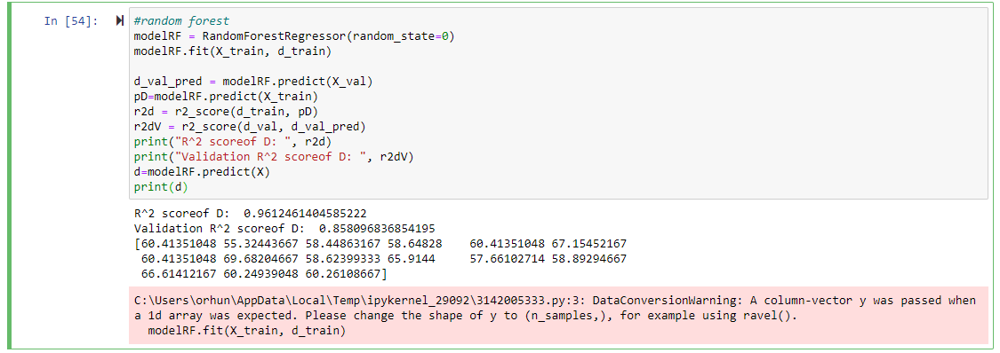 In [54]:
#random forest
modelRF = RandomForestRegressor(random_state=0)
modelRF.fit(X_train, d_train)
d_val_pred = modelRF.predict(X_val)
pD=modelRF.predict(X_train)
r2d = r2_score(d_train, pD)
r2dV = r2_score(d_val, d_val_pred)
print("R^2 scoreof D: ", r2d)
print("Validation R^2 scoreof D: ", r2dV)
d=modelRF.predict(X)
print(d)
R^2 scoreof D:  0.9612461404585222
Validation R^2 scoreof D:  0.858096836854195
[60.41351048 55.32443667 58.44863167 58.64828    60.41351048 67.15452167
60.41351048 69.68204667 58.62399333 65.9144     57.66102714 58.89294667
66.61412167 60.24939048 60.26108667]
C:\Users\orhun\AppData\Local\Temp\ipykernel_29092\3142005333.py:3: DataConversionWarning: A column-vector y was passed when
a 1d array was expected. Please change the shape of y to (n_samples,), for example using ravel().
modelRF.fit(X_train, d_train)